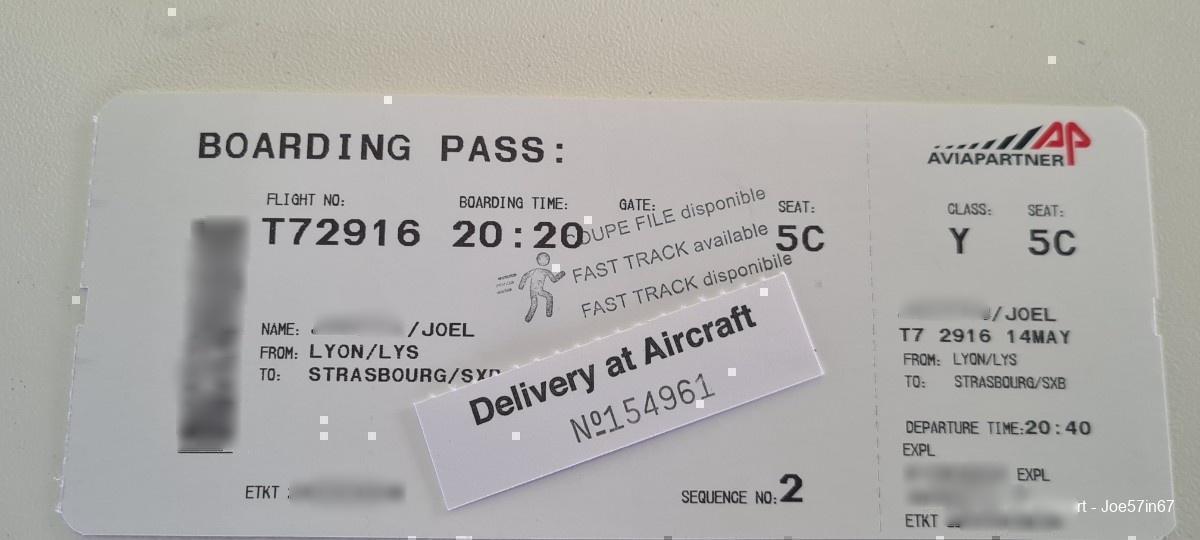 BOARDING PASS:
AVIAPARTNER
FLIGHT NO: BOARDING TIME: GATE: SEAT:
T72916 20:20 5C
OUPE FILE disponible
FAST TRACK available
FAST TRACK disponibile
NAME: /JOEL
FROM: LYON/LYS
TO: STRASBOURG/SXB
Delivery at Aircraft
№154961
ETKT :
SEQUENCE NO:2
CLASS: SEAT:
Y 5C
/JOEL
T7 2916 14MAY
FROM: LYON/LYS
TO: STRASBOURG/SXB
DEPARTURE TIME:20:40
EXPL
EXPL
ETKT
rt - Joe57in67